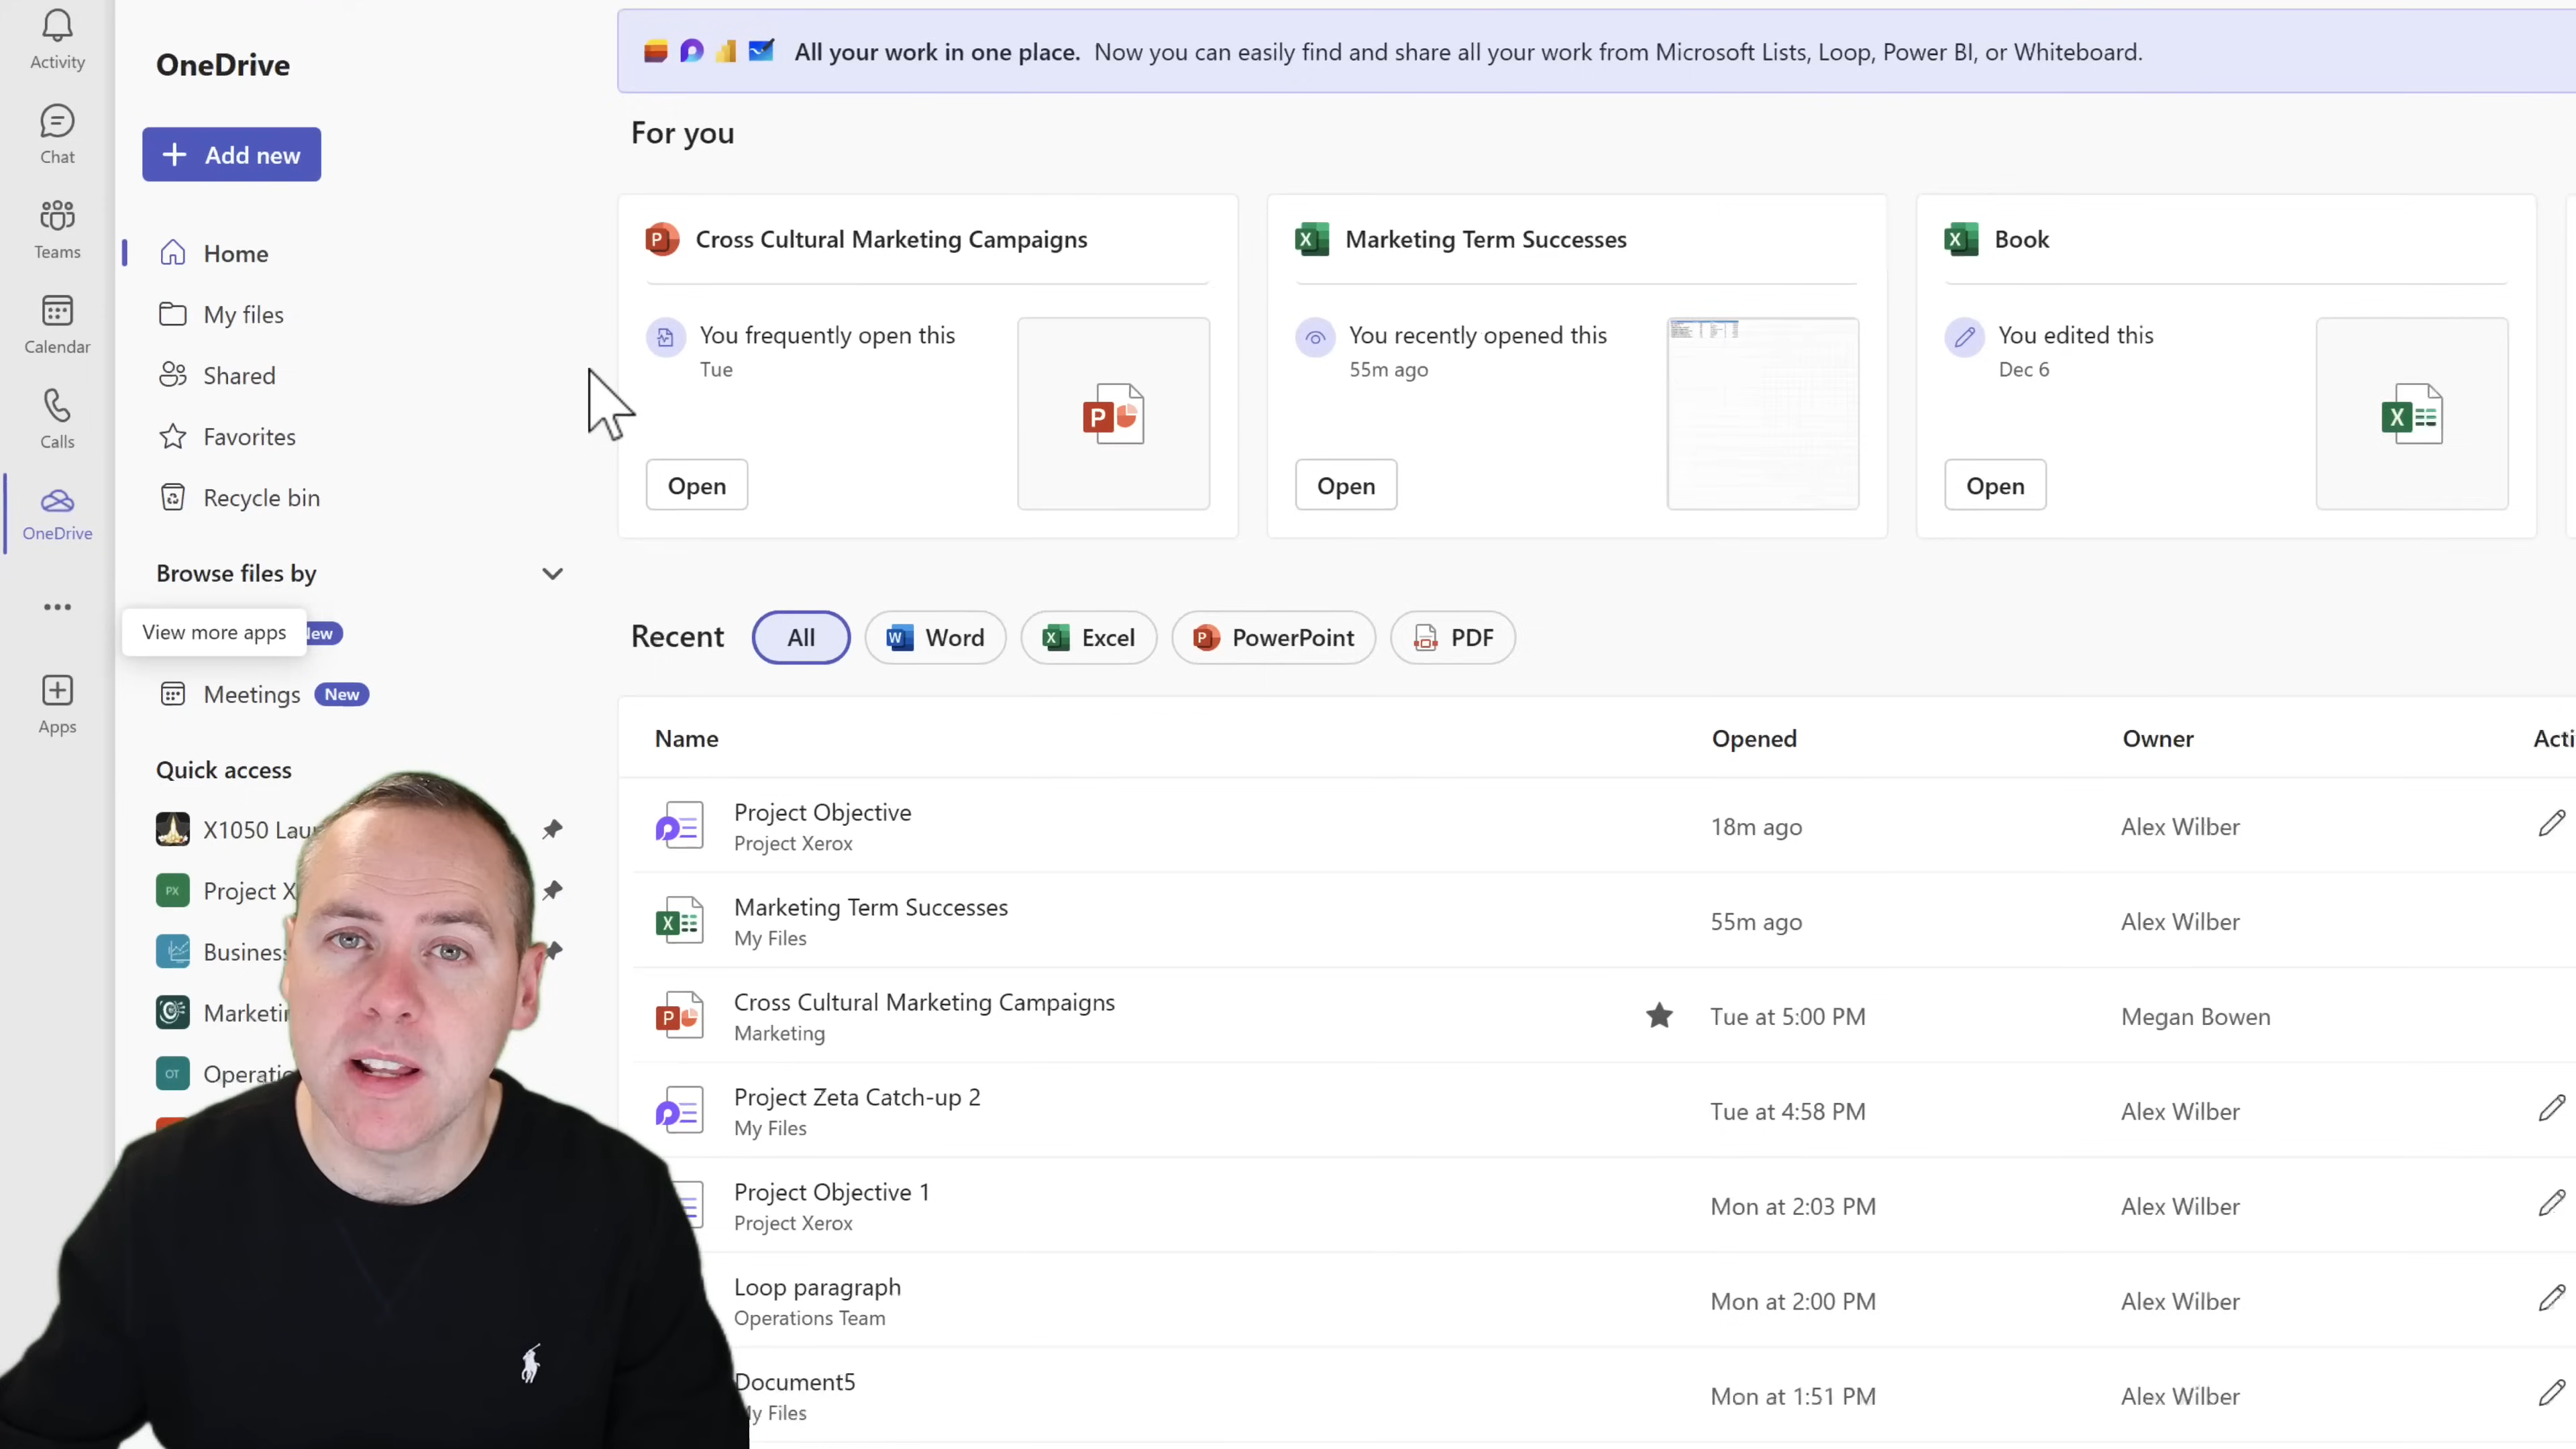 Activity
Chat
Teams
Calendar
Calls
OneDrive
Apps
OneDrive
Add new
Home
My files
Shared
Favorites
Recycle bin
Browse files by
View more apps
Meetings New
Quick access
X1050
Project
All your work in one place. Now you can easily find and share all your work from Microsoft Lists, Loop, Power BI, or Whiteboard.
For you
Cross Cultural Marketing Campaigns
You frequently open this
Tue
Open
Marketing Term Successes
You recently opened this
55m ago
Open
Book
You edited this
Dec 6
Open
Recent All Word Excel PowerPoint PDF
Name Opened Owner
Project Objective
Project Xerox
18m ago Alex Wilber
Marketing Term Successes
My Files
55m ago Alex Wilber
Cross Cultural Marketing Campaigns
Marketing
Tue at 5:00 PM Megan Bowen
Project Zeta Catch-up 2
My Files
Tue at 4:58 PM Alex Wilber
Project Objective 1
Project Xerox
Mon at 2:03 PM Alex Wilber
Loop paragraph
Operations Team
Mon at 2:00 PM Alex Wilber
Document5
Files
Mon at 1:51 PM Alex Wilber